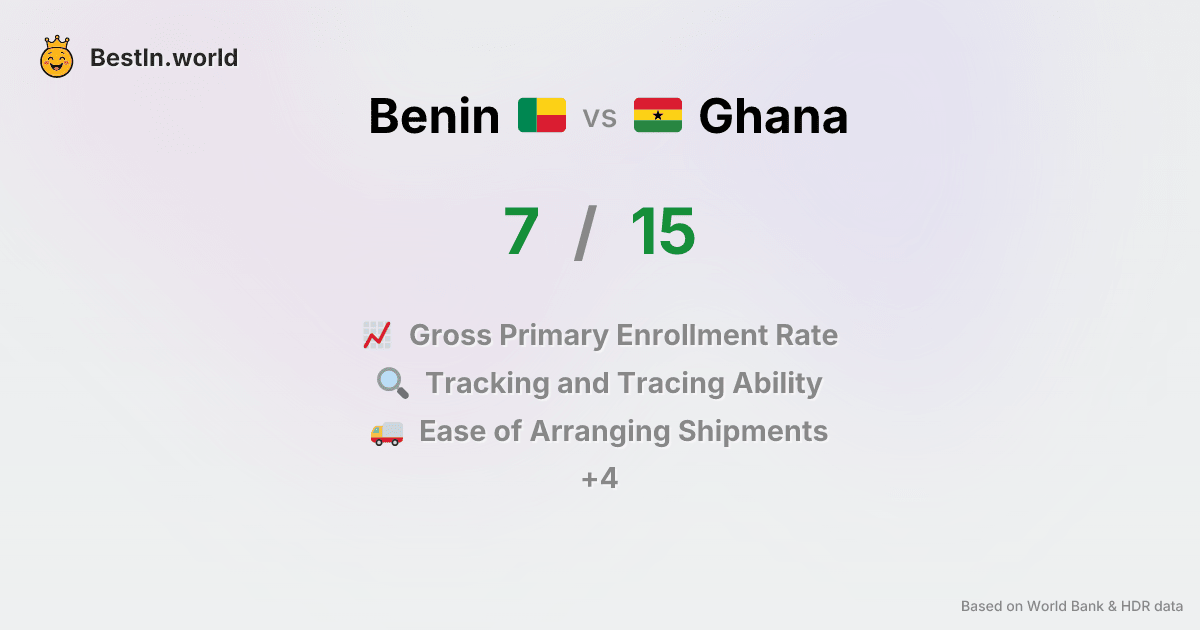 BestIn.world
Benin vs Ghana
7 / 15
Gross Primary Enrollment Rate
Tracking and Tracing Ability
Ease of Arranging Shipments
+4
Based on World Bank & HDR data